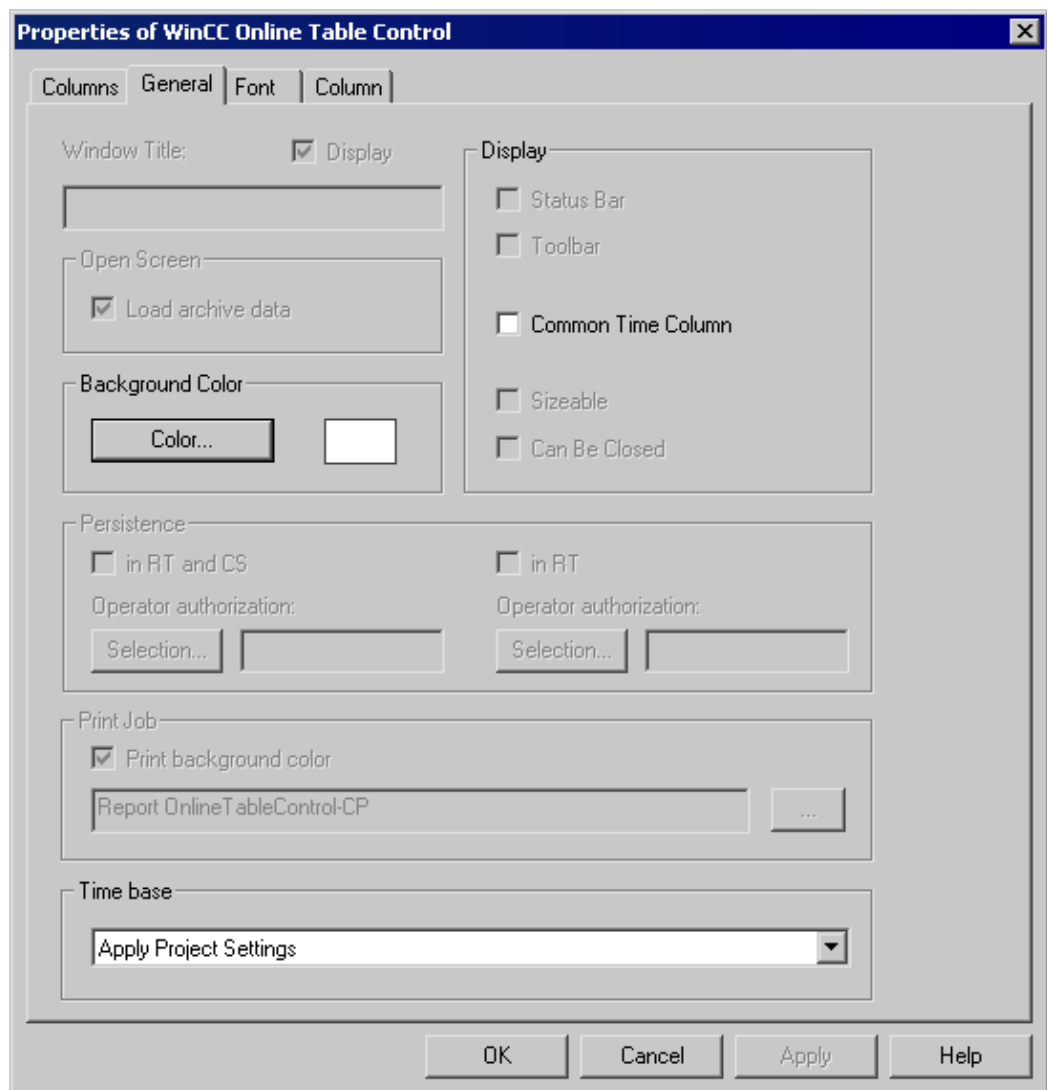 Properties of WinCC Online Table Control
Columns General Font Column
Window Title: Display
Open Screen
Load archive data
Background Color
Color...
Display
Status Bar
Toolbar
Common Time Column
Sizeable
Can Be Closed
Persistence
in RT and CS in RT
Operator authorization: Operator authorization:
Selection... Selection...
Print Job
Print background color
Report OnlineTableControl-CP ...
Time base
Apply Project Settings
OK Cancel Apply Help